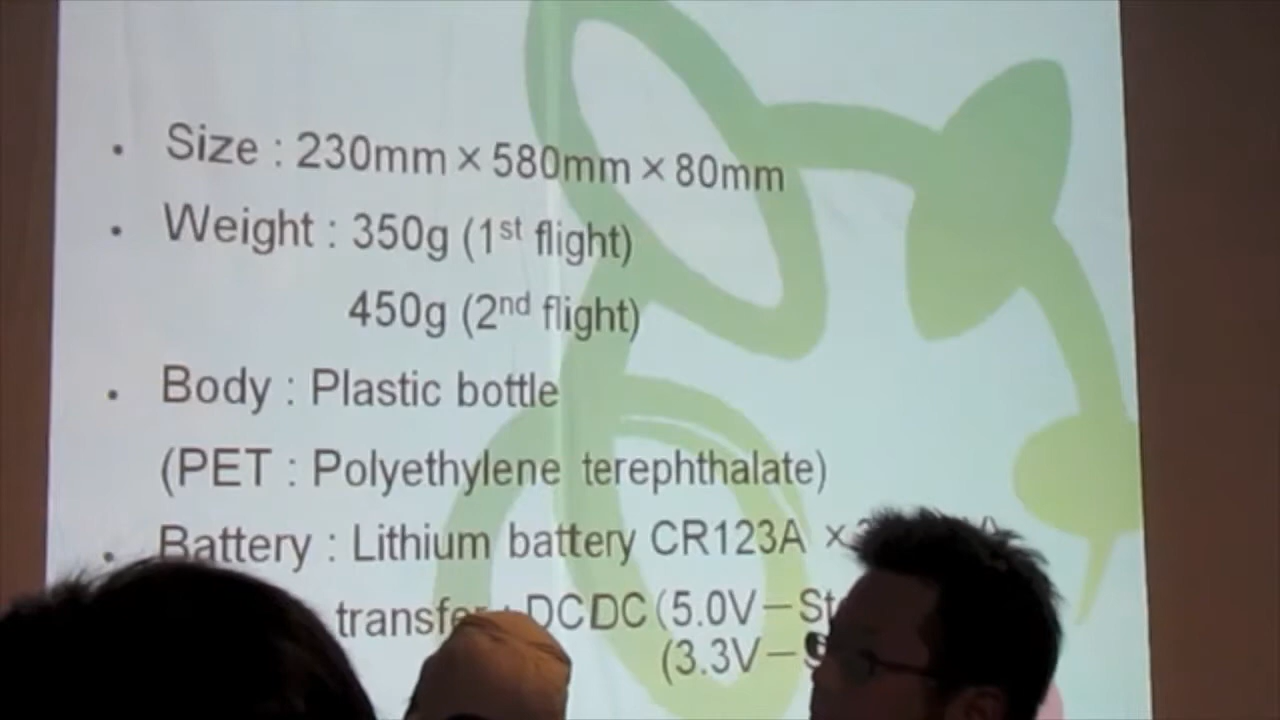 • Size : 230mm × 580mm × 80mm
• Weight : 350g (1st flight)
450g (2nd flight)
• Body : Plastic bottle
(PET : Polyethylene terephthalate)
• Battery : Lithium battery CR123A ×
DCDC (5.0V－
(3.3V－